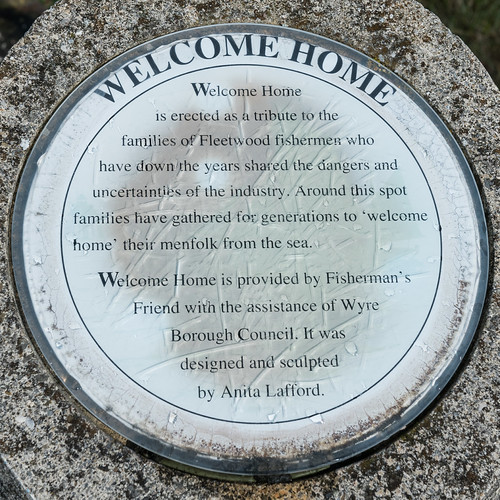 WELCOME HOME
Welcome Home
is erected as a tribute to the
families of Fleetwood fishermen who
have down the years shared the dangers and
uncertainties of the industry. Around this spot
families have gathered for generations to ‘welcome
home’ their menfolk from the sea.
Welcome Home is provided by Fisherman’s
Friend with the assistance of Wyre
Borough Council. It was
designed and sculpted
by Anita Lafford.